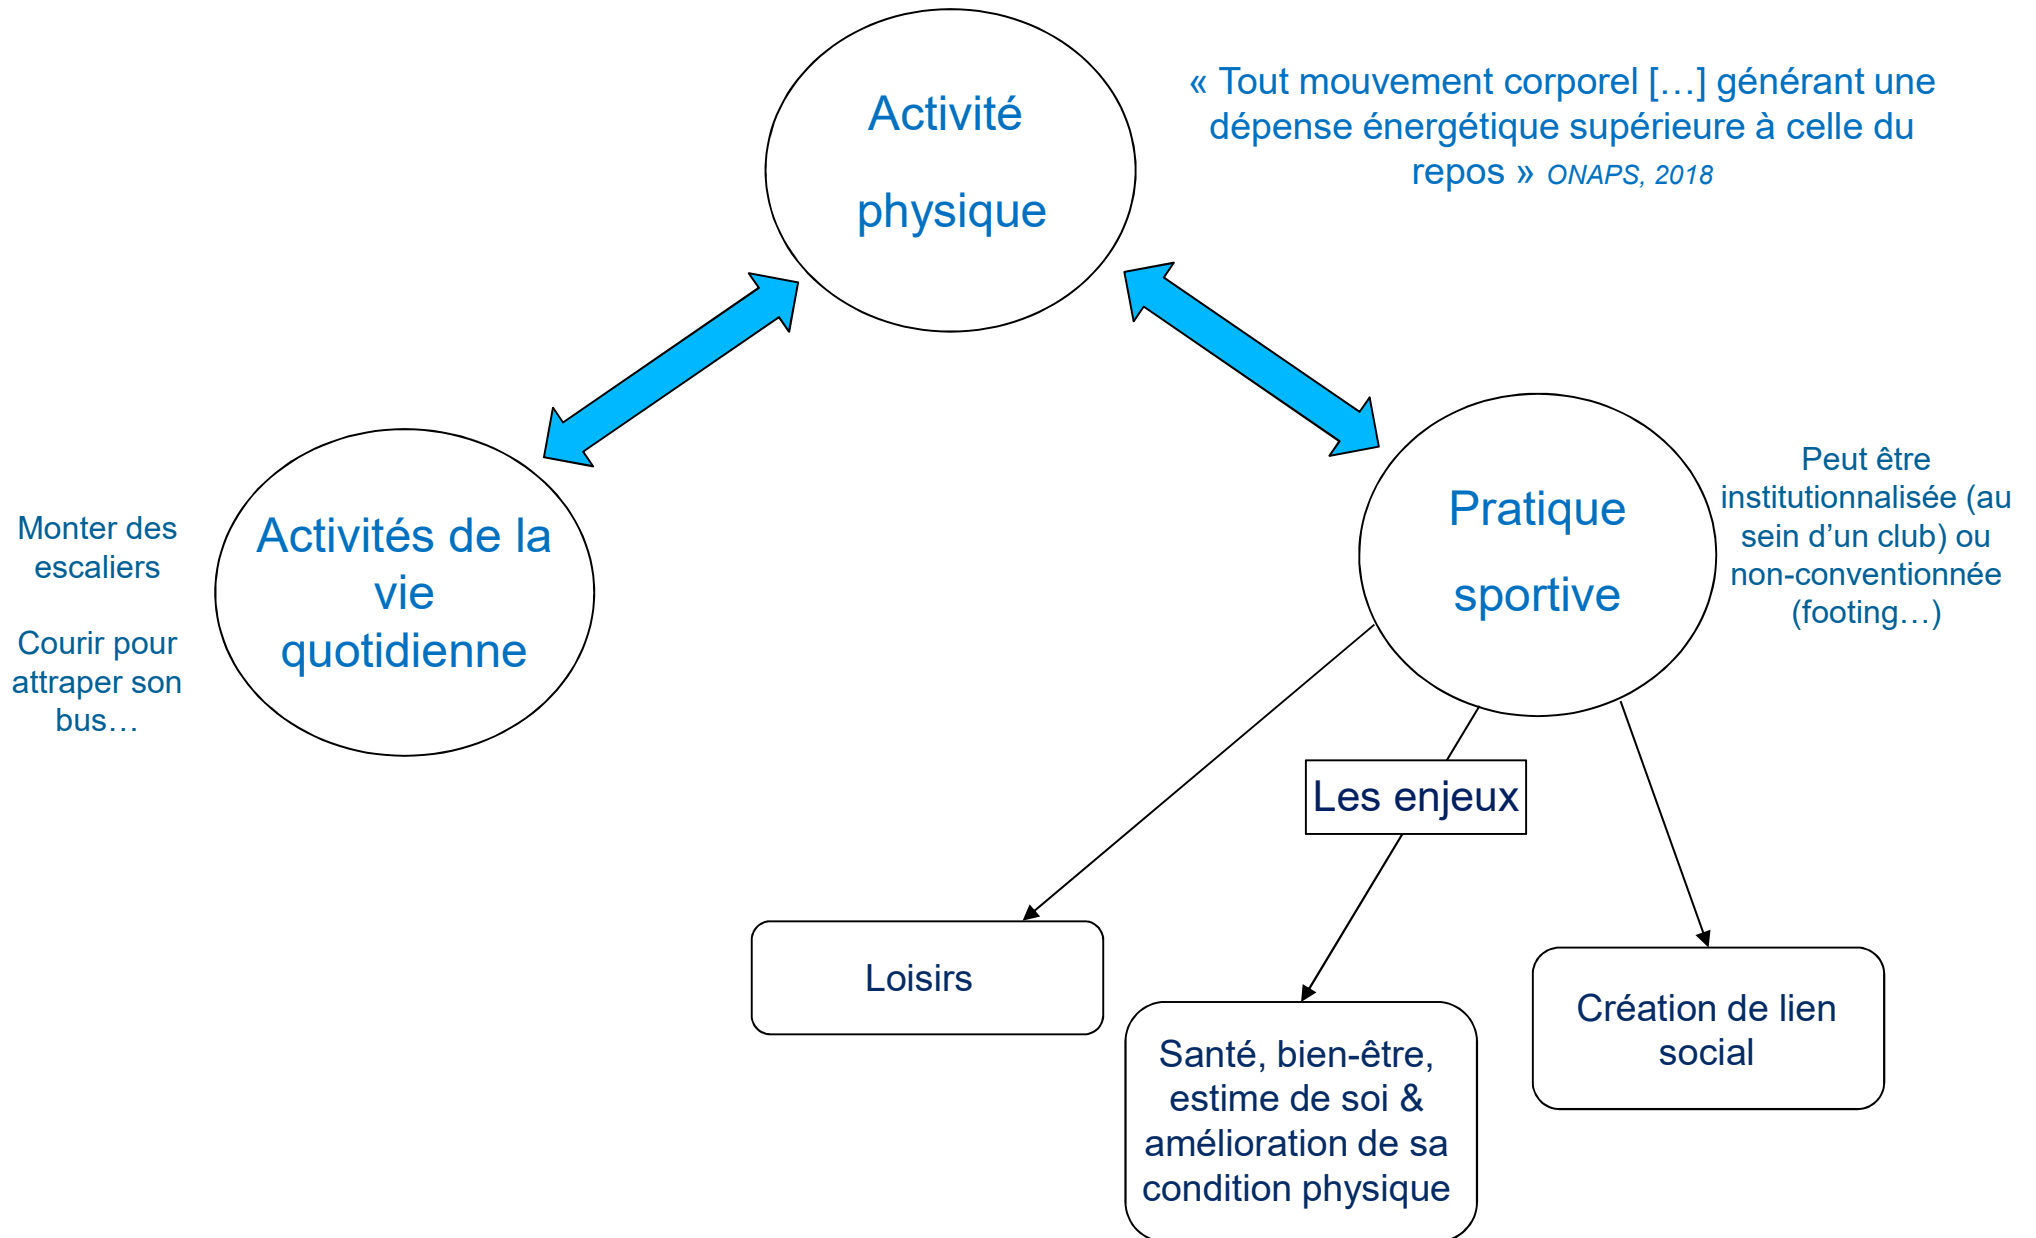 Activité
physique
« Tout mouvement corporel […] générant une
dépense énergétique supérieure à celle du
repos » ONAPS, 2018
Monter des
escaliers
Courir pour
attraper son
bus…
Activités de la
vie
quotidienne
Pratique
sportive
Peut être
institutionnalisée (au
sein d’un club) ou
non-conventionnée
(footing…)
Les enjeux
Loisirs
Santé, bien-être,
estime de soi &
amélioration de sa
condition physique
Création de lien
social